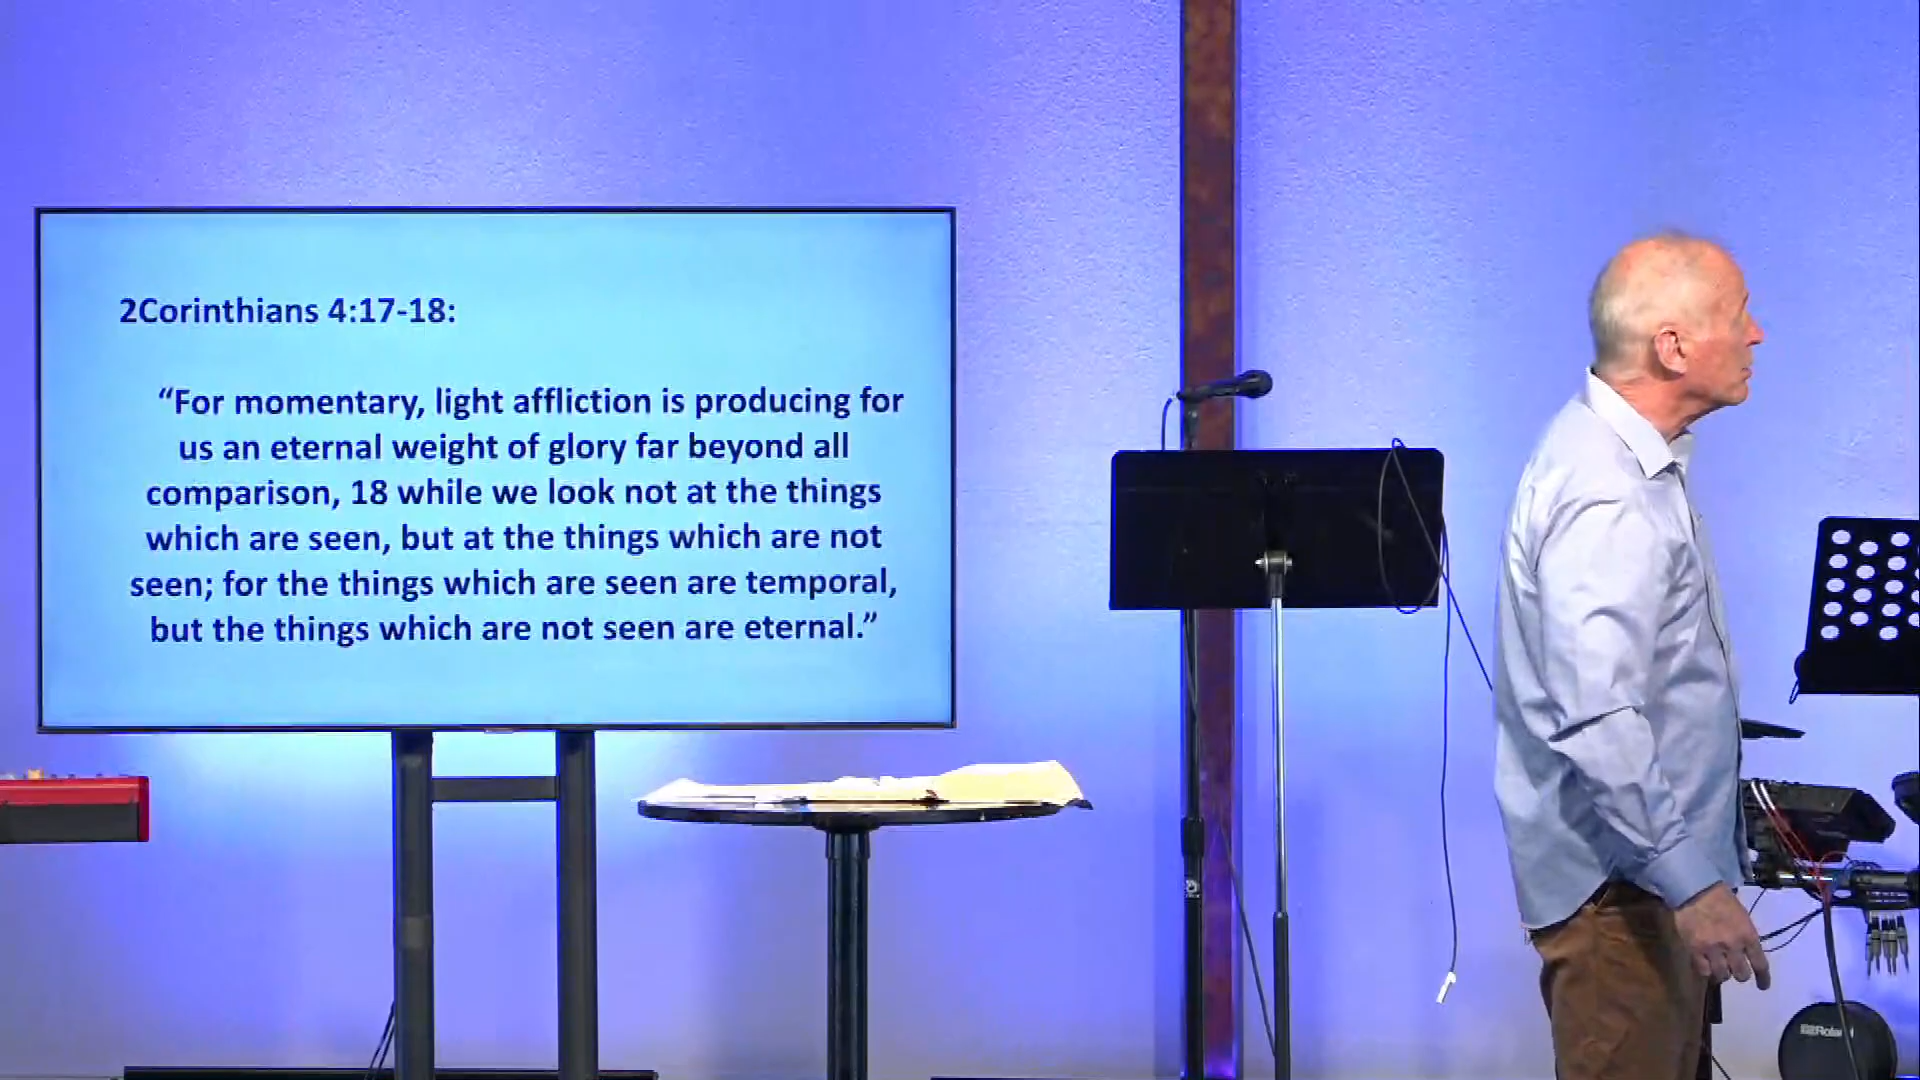 2Corinthians 4:17-18:
“For momentary, light affliction is producing for
us an eternal weight of glory far beyond all
comparison, 18 while we look not at the things
which are seen, but at the things which are not
seen; for the things which are seen are temporal,
but the things which are not seen are eternal.”
Roland